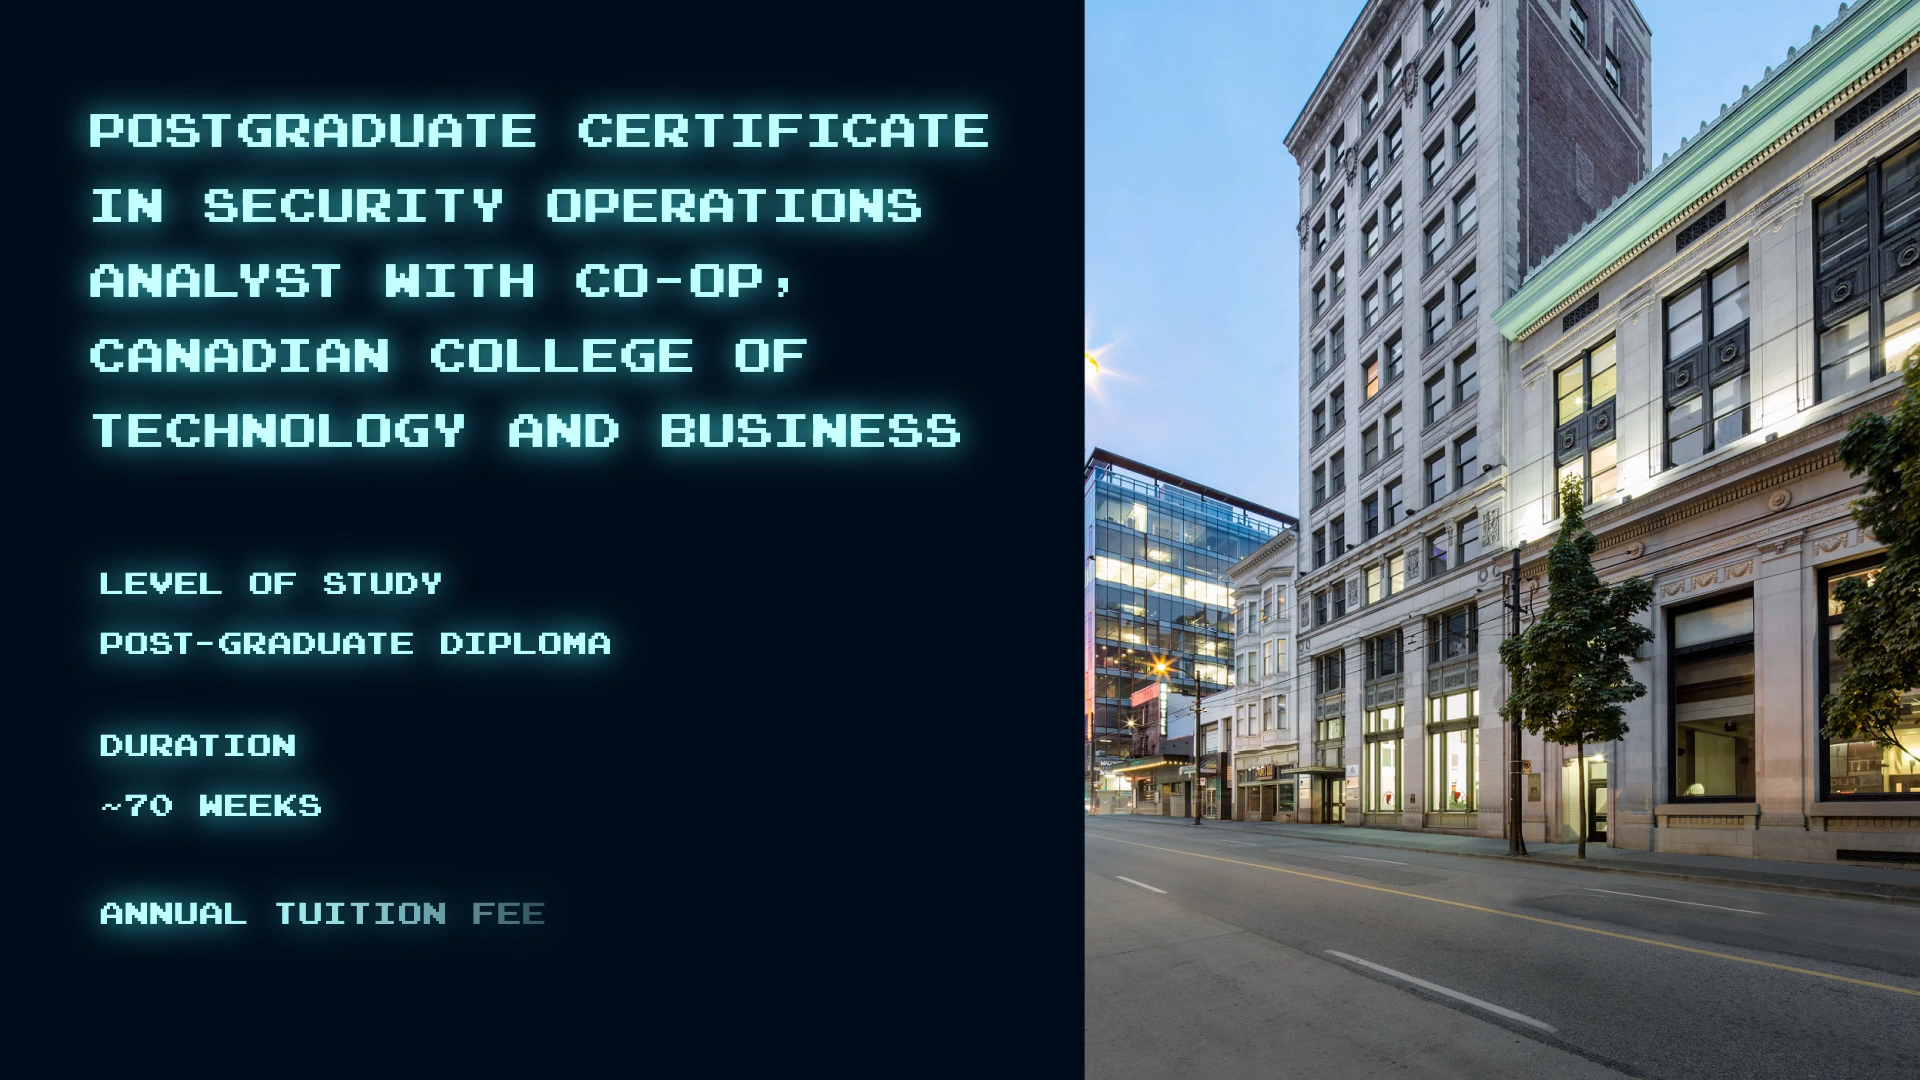 POSTGRADUATE CERTIFICATE
IN SECURITY OPERATIONS
ANALYST WITH CO-OP,
CANADIAN COLLEGE OF
TECHNOLOGY AND BUSINESS
LEVEL OF STUDY
POST-GRADUATE DIPLOMA
DURATION
~70 WEEKS
ANNUAL TUITION FEE